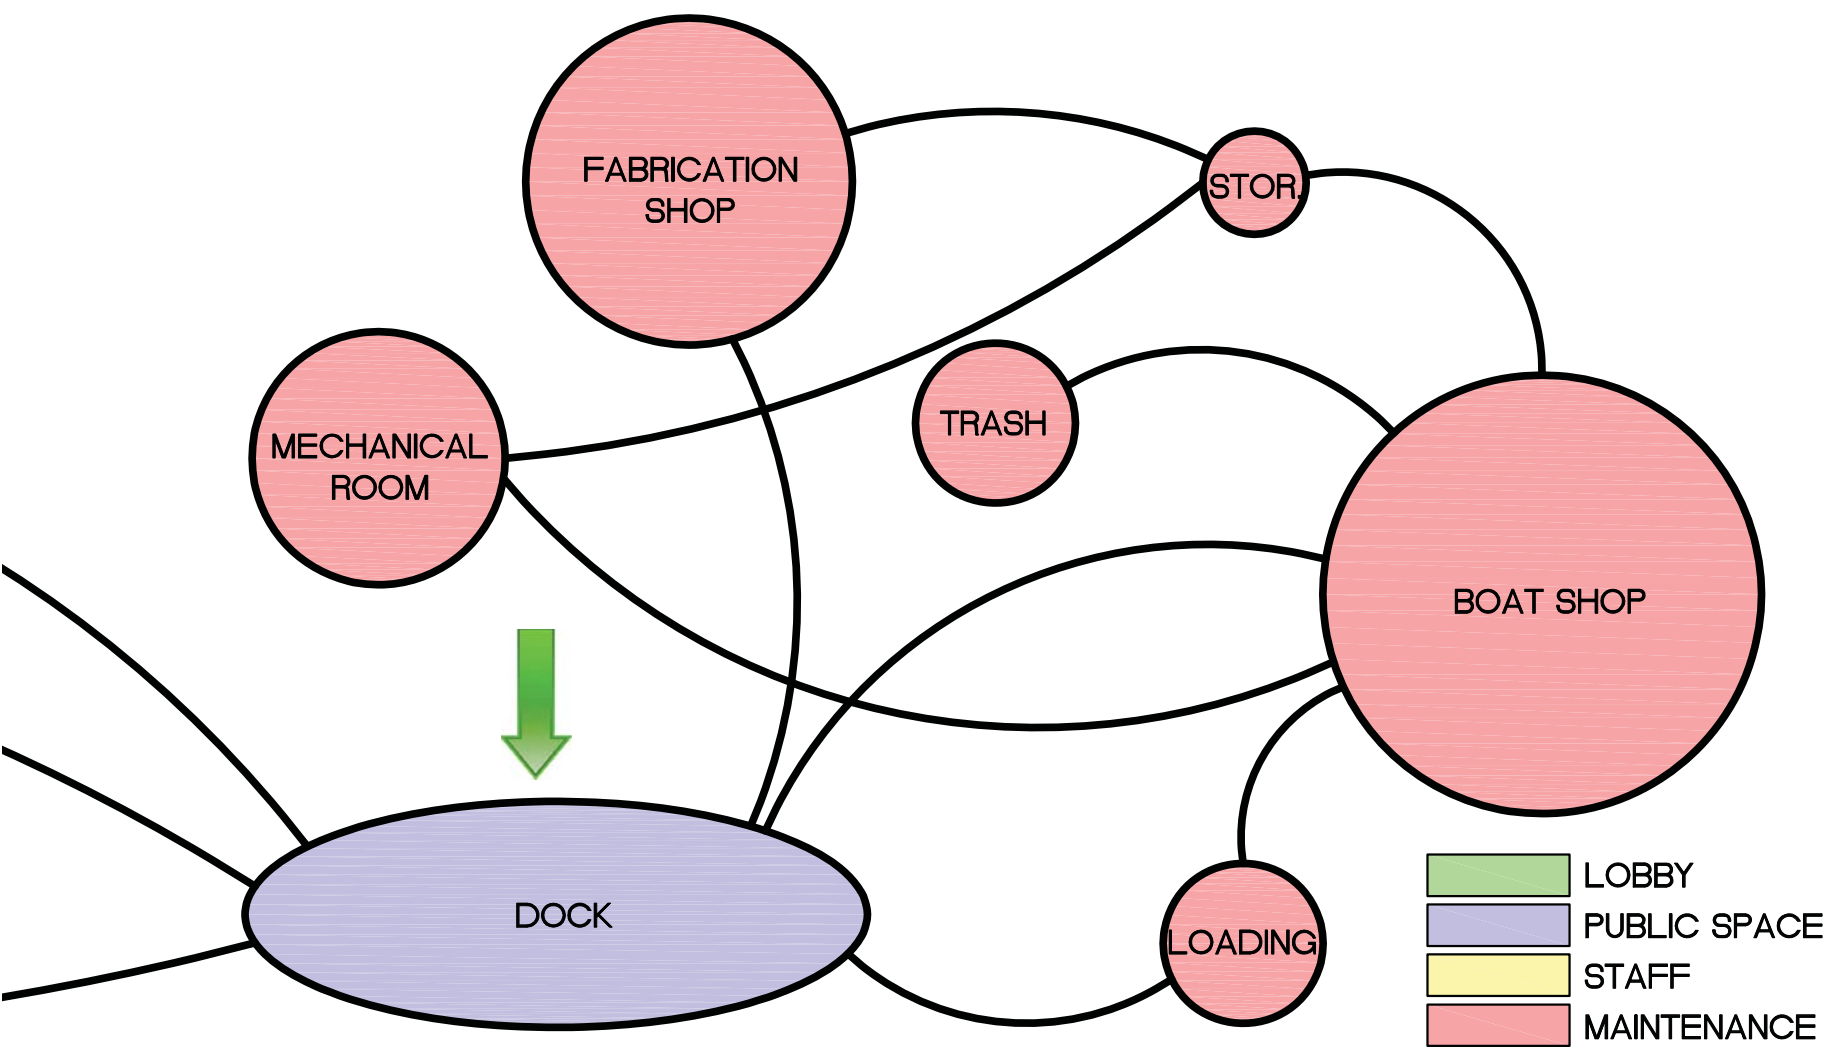 FABRICATION
SHOP
STOR.
TRASH
MECHANICAL
ROOM
BOAT SHOP
DOCK
LOADING
LOBBY
PUBLIC SPACE
STAFF
MAINTENANCE